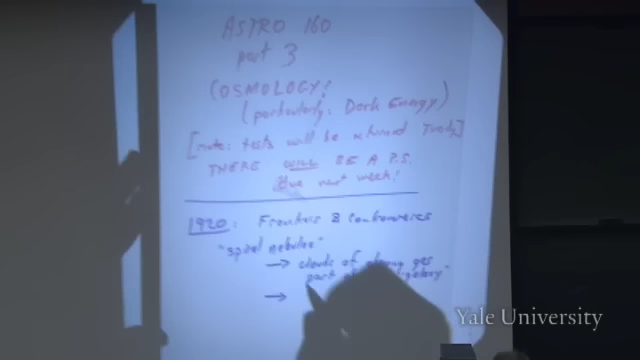 ASTRO 160
part 3
COSMOLOGY!
(particularly: Dark Energy)
[note: tests will be returned Tues]
THERE WILL BE A P.S.
Due next week!
1920: Frontiers & Controversies
"spiral nebulae"
→ clouds of glowing gas
part of
→
Yale University